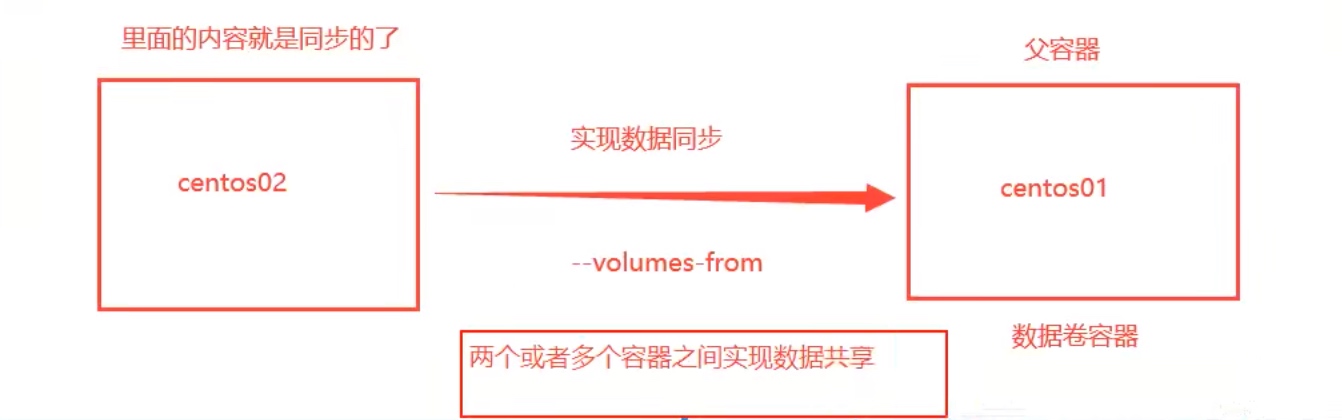 里面的内容就是同步的了
父容器
实现数据同步
centos02
centos01
--volumes-from
数据卷容器
两个或者多个容器之间实现数据共享